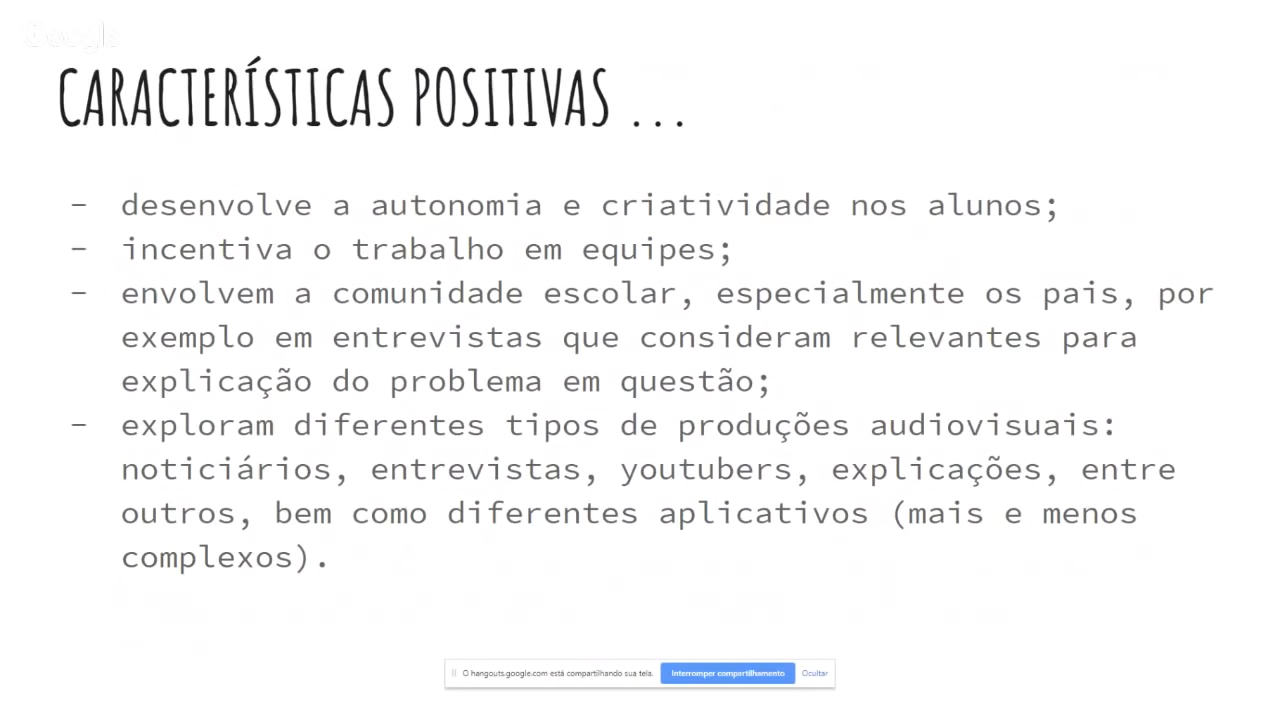 Google
CARACTERÍSTICAS POSITIVAS ...
- desenvolve a autonomia e criatividade nos alunos;
- incentiva o trabalho em equipes;
- envolvem a comunidade escolar, especialmente os pais, por
exemplo em entrevistas que consideram relevantes para
explicação do problema em questão;
- exploram diferentes tipos de produções audiovisuais:
noticiários, entrevistas, youtubers, explicações, entre
outros, bem como diferentes aplicativos (mais e menos
complexos).
O hangouts.google.com está compartilhando sua tela. Interromper compartilhamento Ocultar